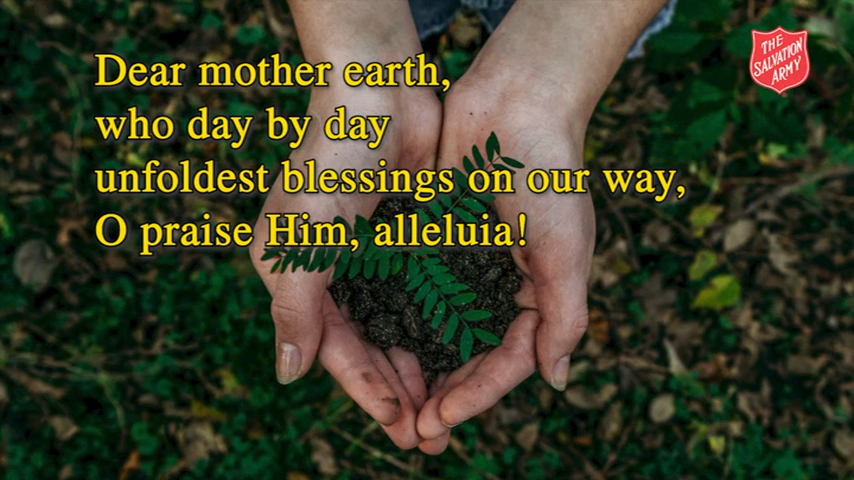 Dear mother earth,
who day by day
unfoldest blessings on our way,
O praise Him, alleluia!
THE
SALVATION
ARMY